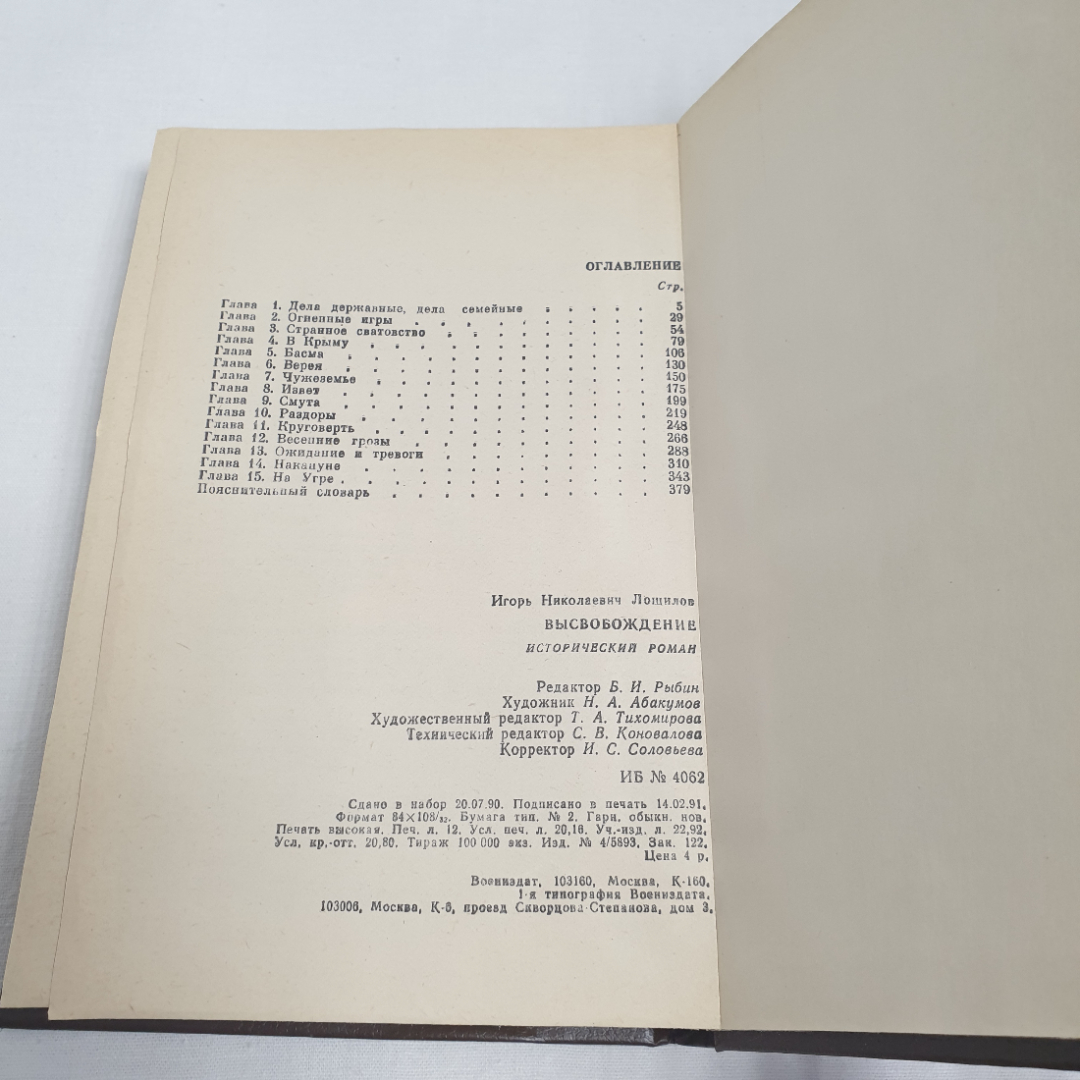 ОГЛАВЛЕНИЕ
Стр.
Глава 1. Дела державные, дела семейные . . . . . 5
Глава 2. Огненные игры . . . . . . . . 29
Глава 3. Странное сватовство . . . . . . . 54
Глава 4. В Крыму . . . . . . . . . . 79
Глава 5. Басма . . . . . . . . . . . 106
Глава 6. Верея . . . . . . . . . . . 130
Глава 7. Чужеземье . . . . . . . . . . 150
Глава 8. Извет . . . . . . . . . . . 175
Глава 9. Смута . . . . . . . . . . . 199
Глава 10. Раздоры . . . . . . . . . . 219
Глава 11. Круговерть . . . . . . . . . 248
Глава 12. Весенние грозы . . . . . . . . 266
Глава 13. Ожидание и тревоги . . . . . . . 288
Глава 14. Накануне . . . . . . . . . . 310
Глава 15. На Угре . . . . . . . . . . . 343
Пояснительный словарь . . . . . . . . . 379
Игорь Николаевич Лощилов
ВЫСВОБОЖДЕНИЕ
ИСТОРИЧЕСКИЙ РОМАН
Редактор Б. И. Рыбин
Художник Н. А. Абакумов
Художественный редактор Т. А. Тихомирова
Технический редактор С. В. Коновалова
Корректор И. С. Соловьева
ИБ № 4062
Сдано в набор 20.07.90. Подписано в печать 14.02.91.
Формат 84×108/32. Бумага тип. № 2. Гарн. обыкн. нов.
Печать высокая. Печ. л. 12. Усл. печ. л. 20,16. Уч.-изд. л. 22,92.
Усл. кр.-отт. 20,80. Тираж 100 000 экз. Изд. № 4/5893. Зак. 122.
Цена 4 р.
Воениздат, 103160, Москва, К-160.
1-я типография Воениздата.
103006, Москва, К-6, проезд Скворцова-Степанова, дом 3.